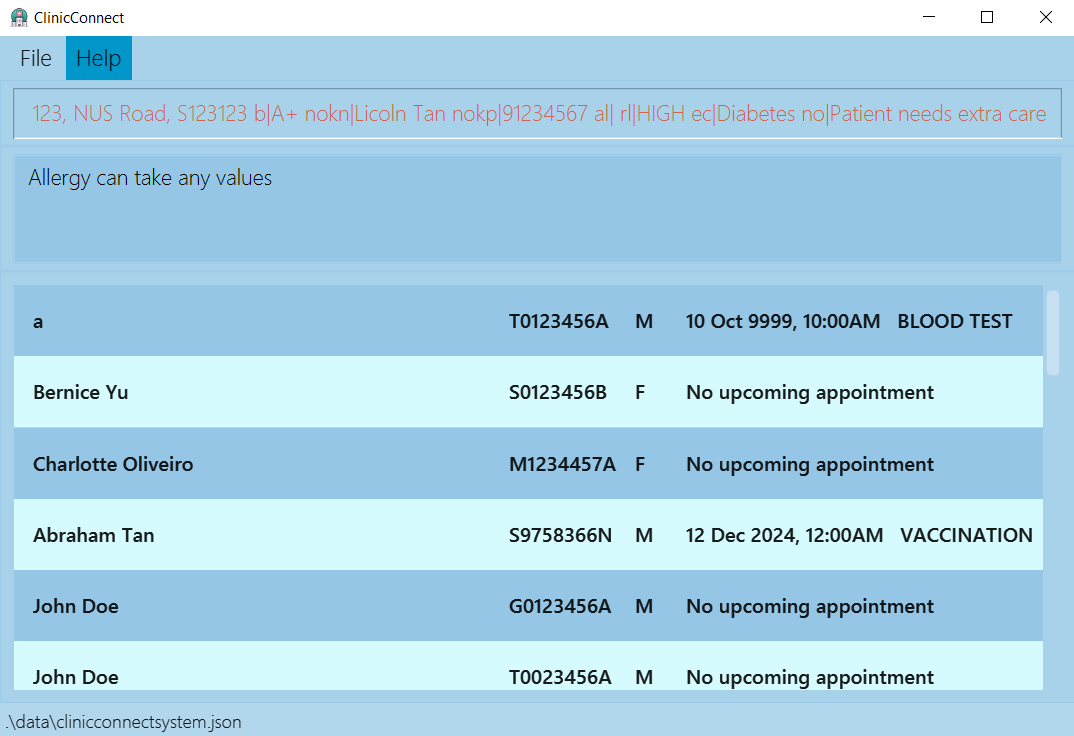 ClinicConnect
File Help
123, NUS Road, S123123 b|A+ nokn|Licoln Tan nokp|91234567 al| rl|HIGH ec|Diabetes no|Patient needs extra care
Allergy can take any values
a T0123456A M 10 Oct 9999, 10:00AM BLOOD TEST
Bernice Yu S0123456B F No upcoming appointment
Charlotte Oliveiro M1234457A F No upcoming appointment
Abraham Tan S9758366N M 12 Dec 2024, 12:00AM VACCINATION
John Doe G0123456A M No upcoming appointment
John Doe T0023456A M No upcoming appointment
.\data\clinicconnectsystem.json